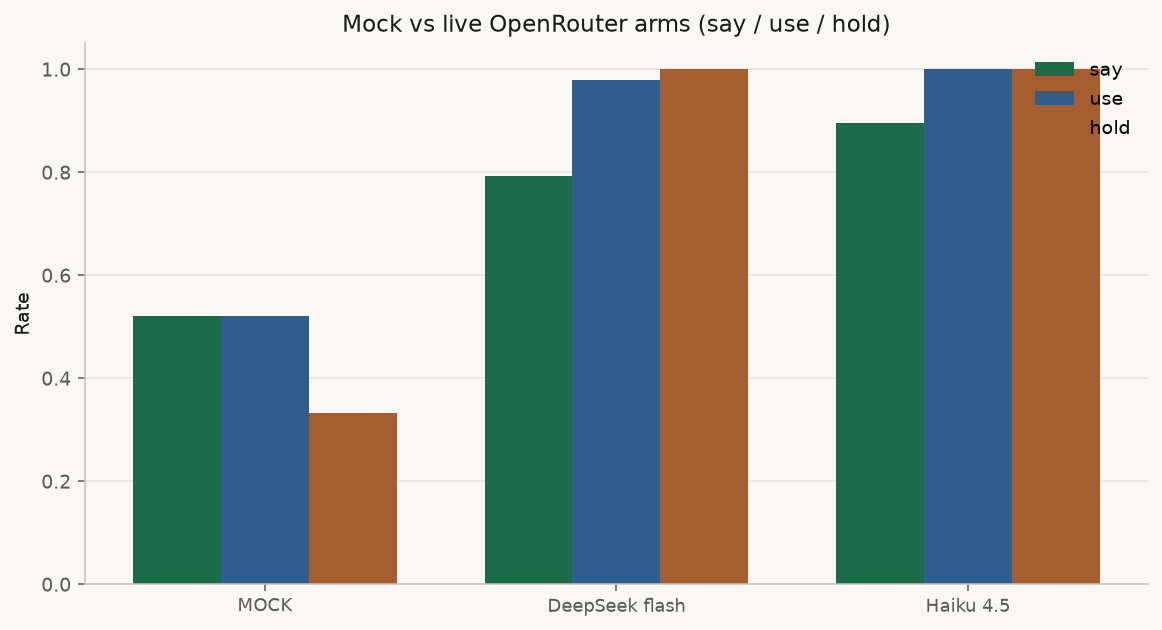 Mock vs live OpenRouter arms (say / use / hold)
say
use
hold
1.0
0.8
0.6
0.4
0.2
0.0
Rate
MOCK
DeepSeek flash
Haiku 4.5